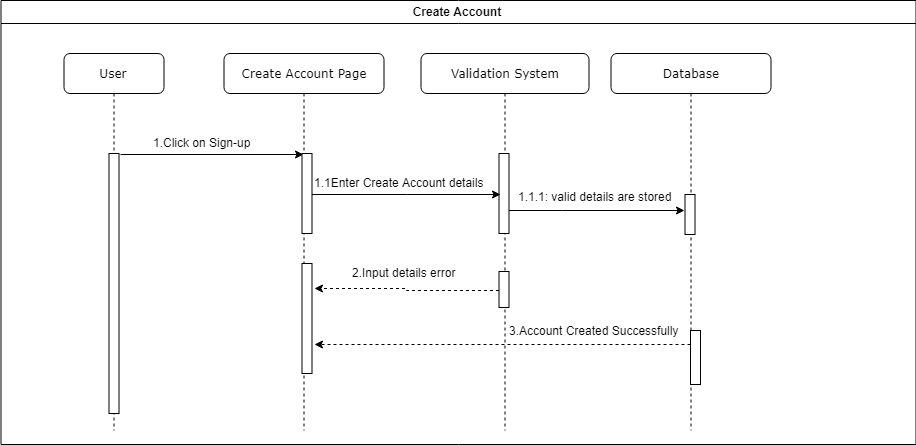 Create Account
User
Create Account Page
Validation System
Database
1.Click on Sign-up
1.1Enter Create Account details
1.1.1: valid details are stored
2.Input details error
3.Account Created Successfully